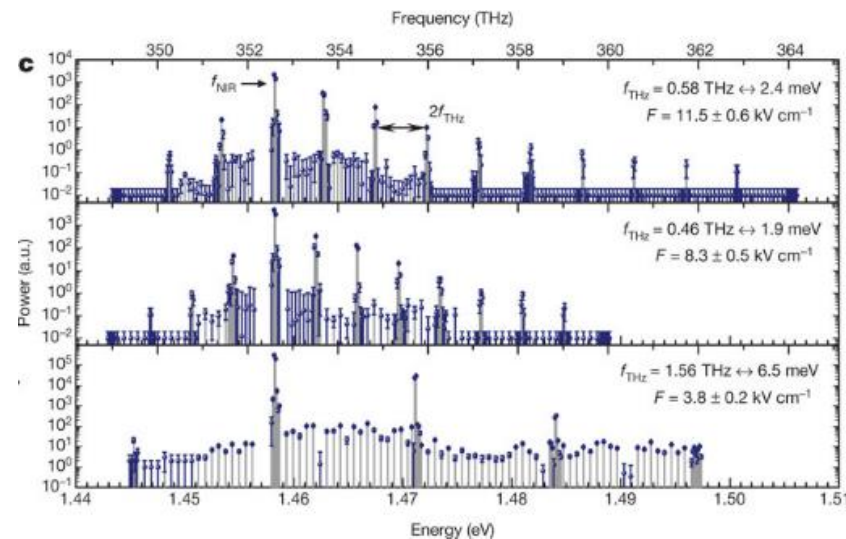 Frequency (THz)
350 352 354 356 358 360 362 364
c
10⁴
10³
10²
10¹
10⁰
10⁻¹
10⁻²
f_NIR
2f_THz
f_THz = 0.58 THz ↔ 2.4 meV
F = 11.5 ± 0.6 kV cm⁻¹
Power (a.u.)
10³
10²
10¹
10⁰
10⁻¹
10⁻²
f_THz = 0.46 THz ↔ 1.9 meV
F = 8.3 ± 0.5 kV cm⁻¹
10⁵
10⁴
10³
10²
10¹
10⁰
10⁻¹
f_THz = 1.56 THz ↔ 6.5 meV
F = 3.8 ± 0.2 kV cm⁻¹
1.44 1.45 1.46 1.47 1.48 1.49 1.50 1.51
Energy (eV)